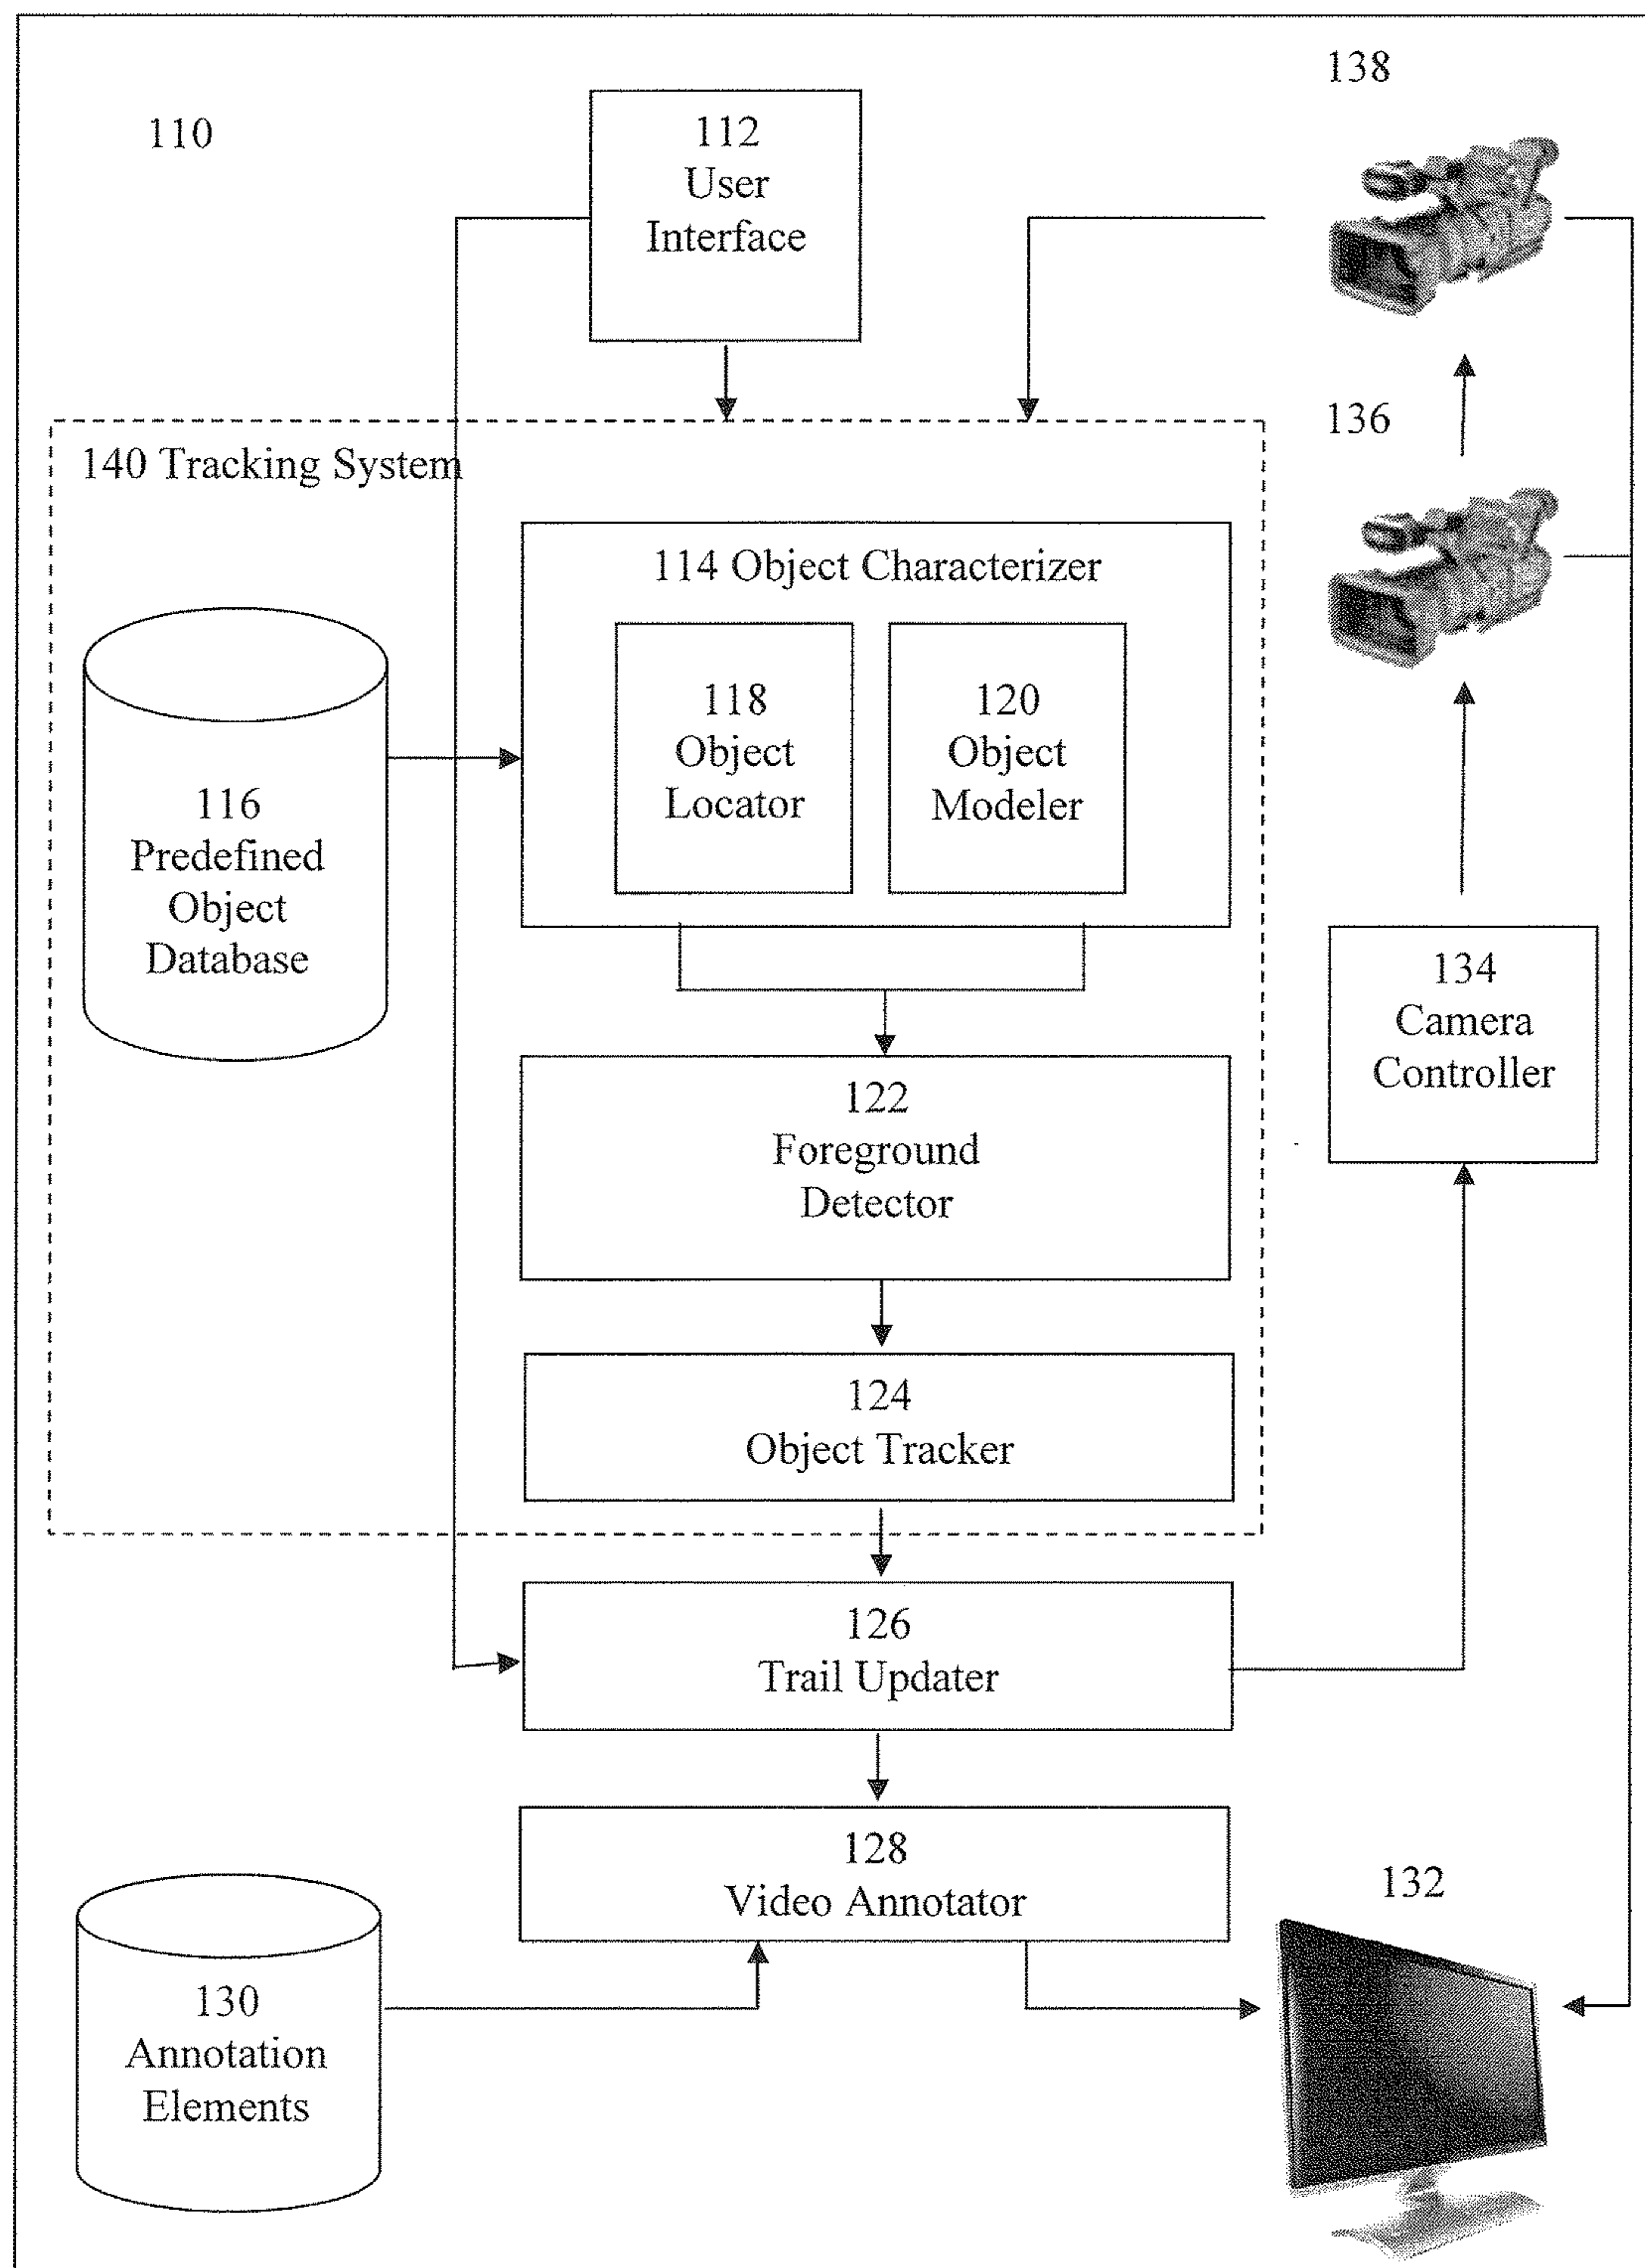 138
110
112
User
Interface
136
140 Tracking System
114 Object Characterizer
118
Object
Locator
120
Object
Modeler
116
Predefined
Object
Database
134
Camera
Controller
122
Foreground
Detector
124
Object Tracker
126
Trail Updater
128
Video Annotator
132
130
Annotation
Elements